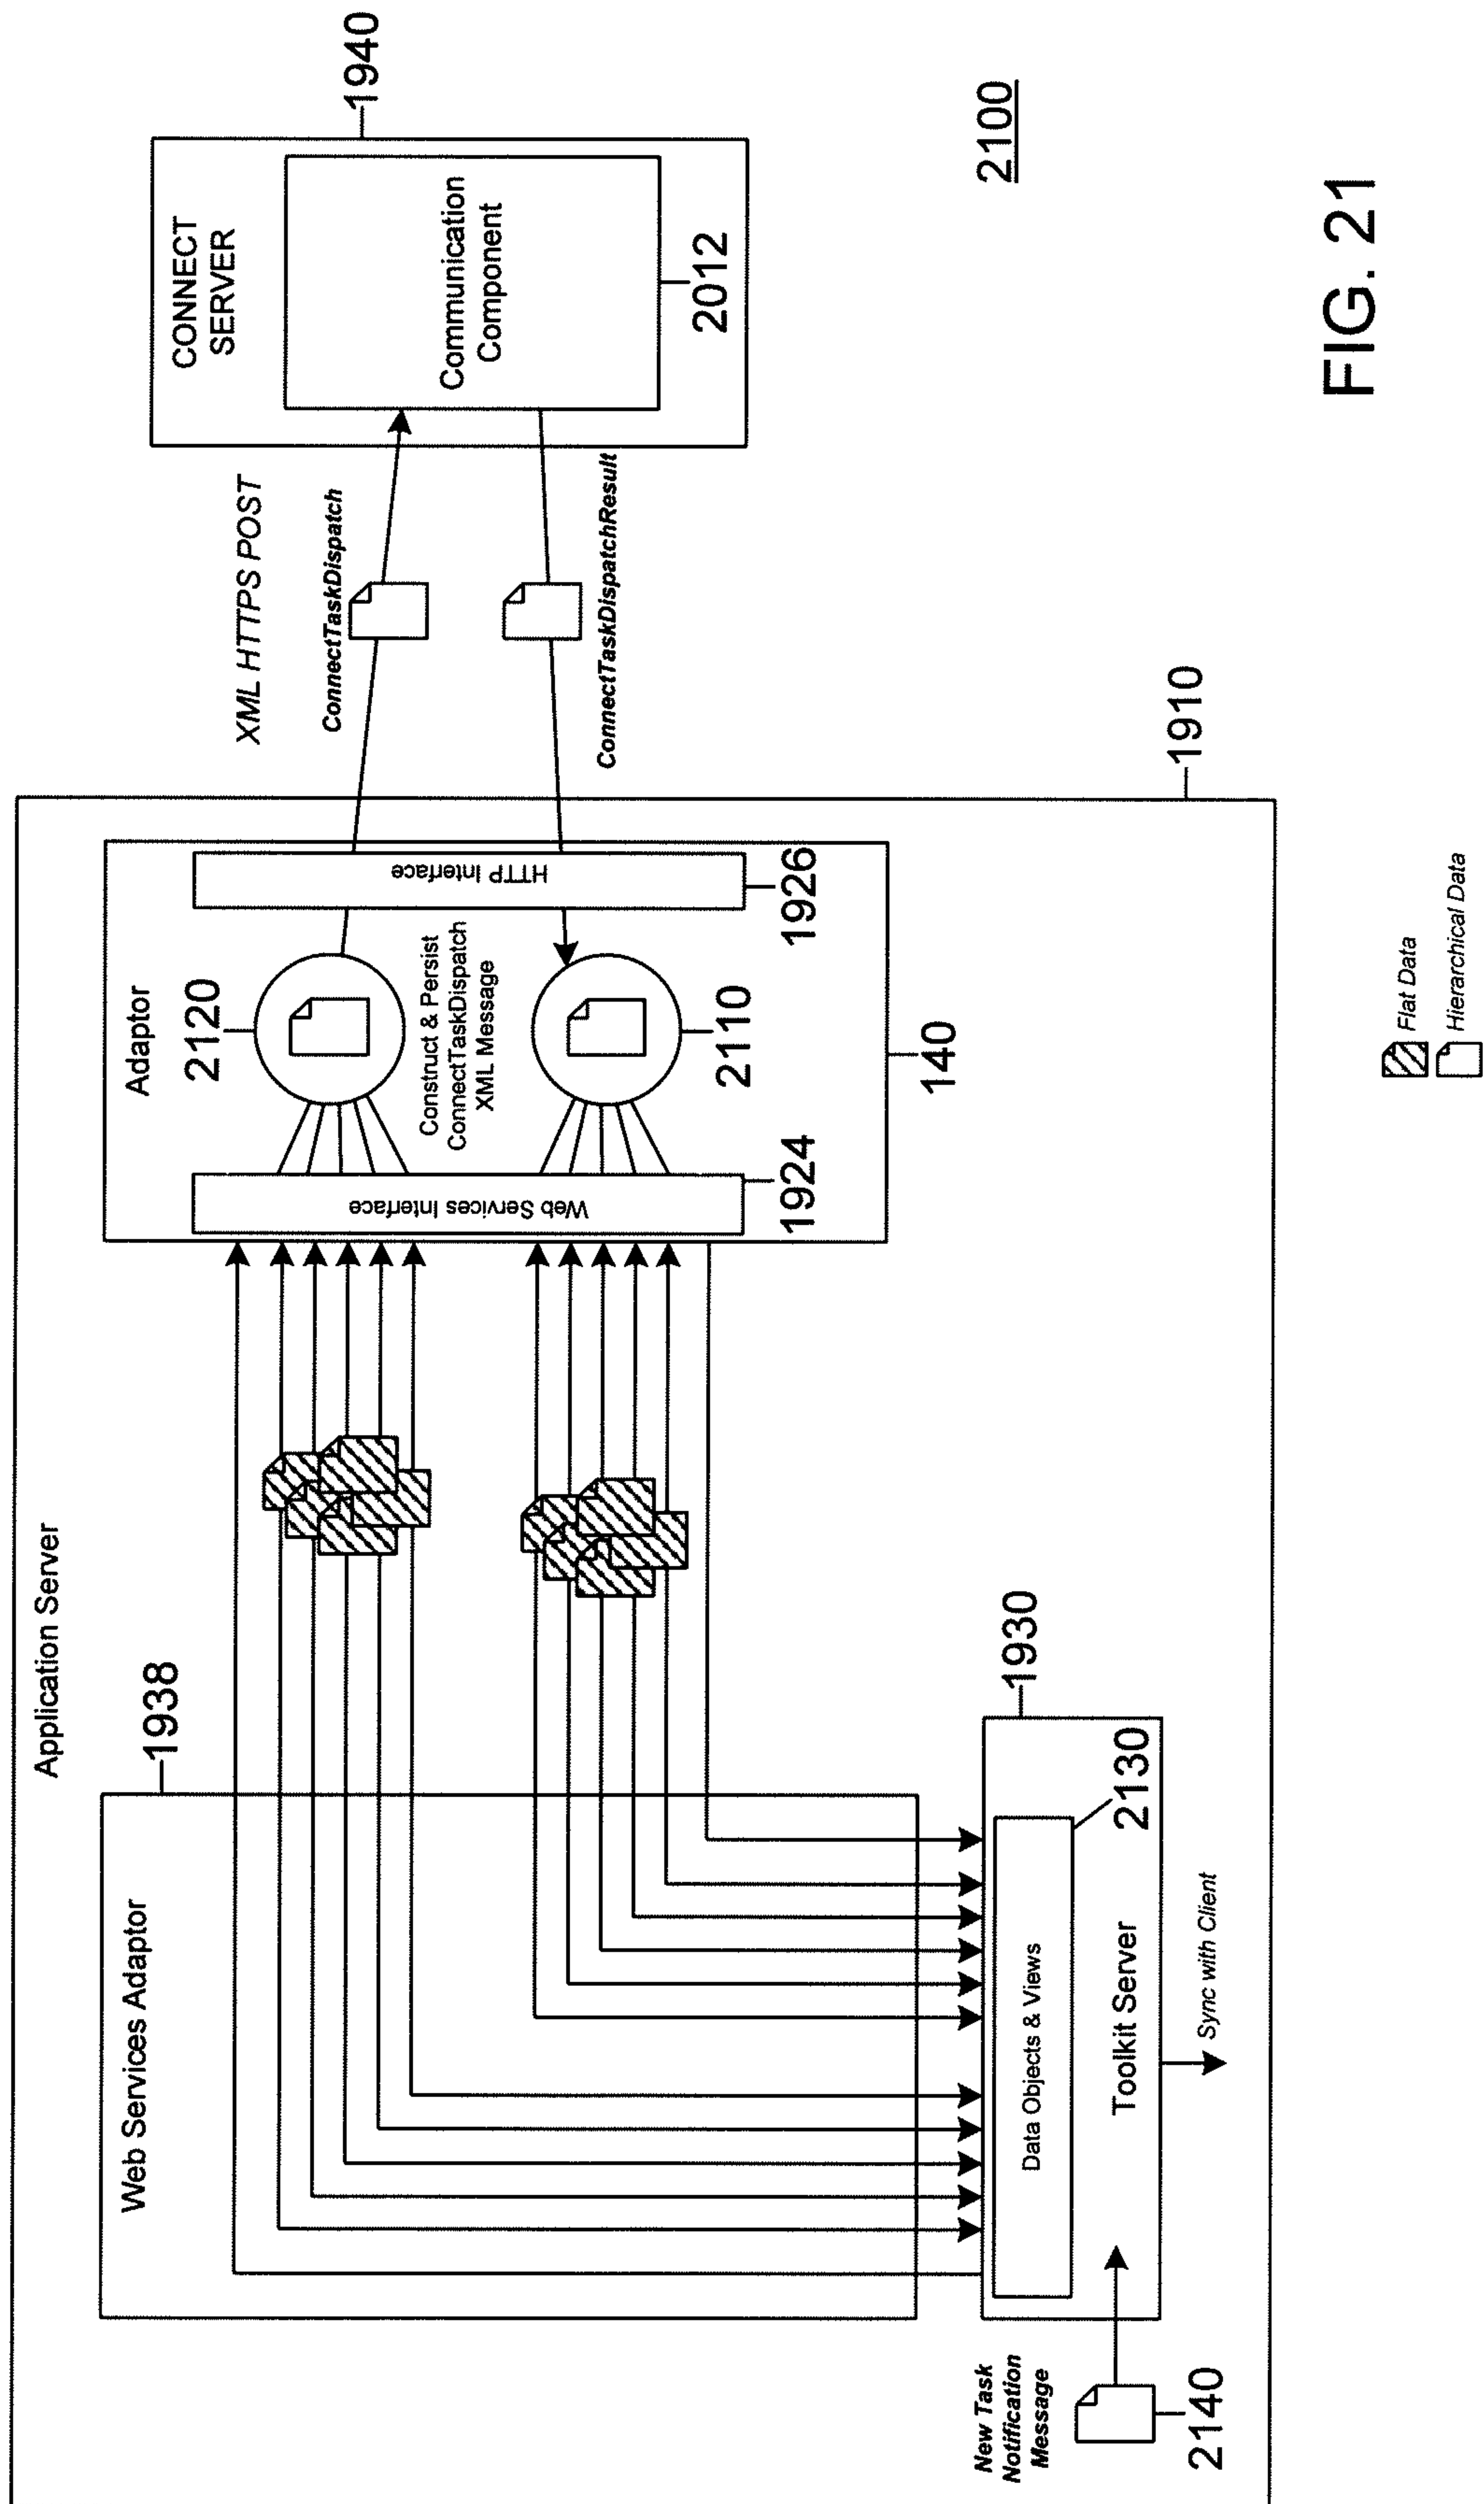 Application Server
Web Services Adaptor
1938
Adaptor
2120
Web Services Interface
1924
Construct & Persist
ConnectTaskDispatch
XML Message
HTTP Interface
1926
2110
140
XML HTTPS POST
ConnectTaskDispatch
ConnectTaskDispatchResult
CONNECT
SERVER
1940
Communication
Component
2012
New Task
Notification
Message
2140
Data Objects & Views
2130
Toolkit Server
1930
Sync with Client
1910
2100
Flat Data
Hierarchical Data
FIG. 21